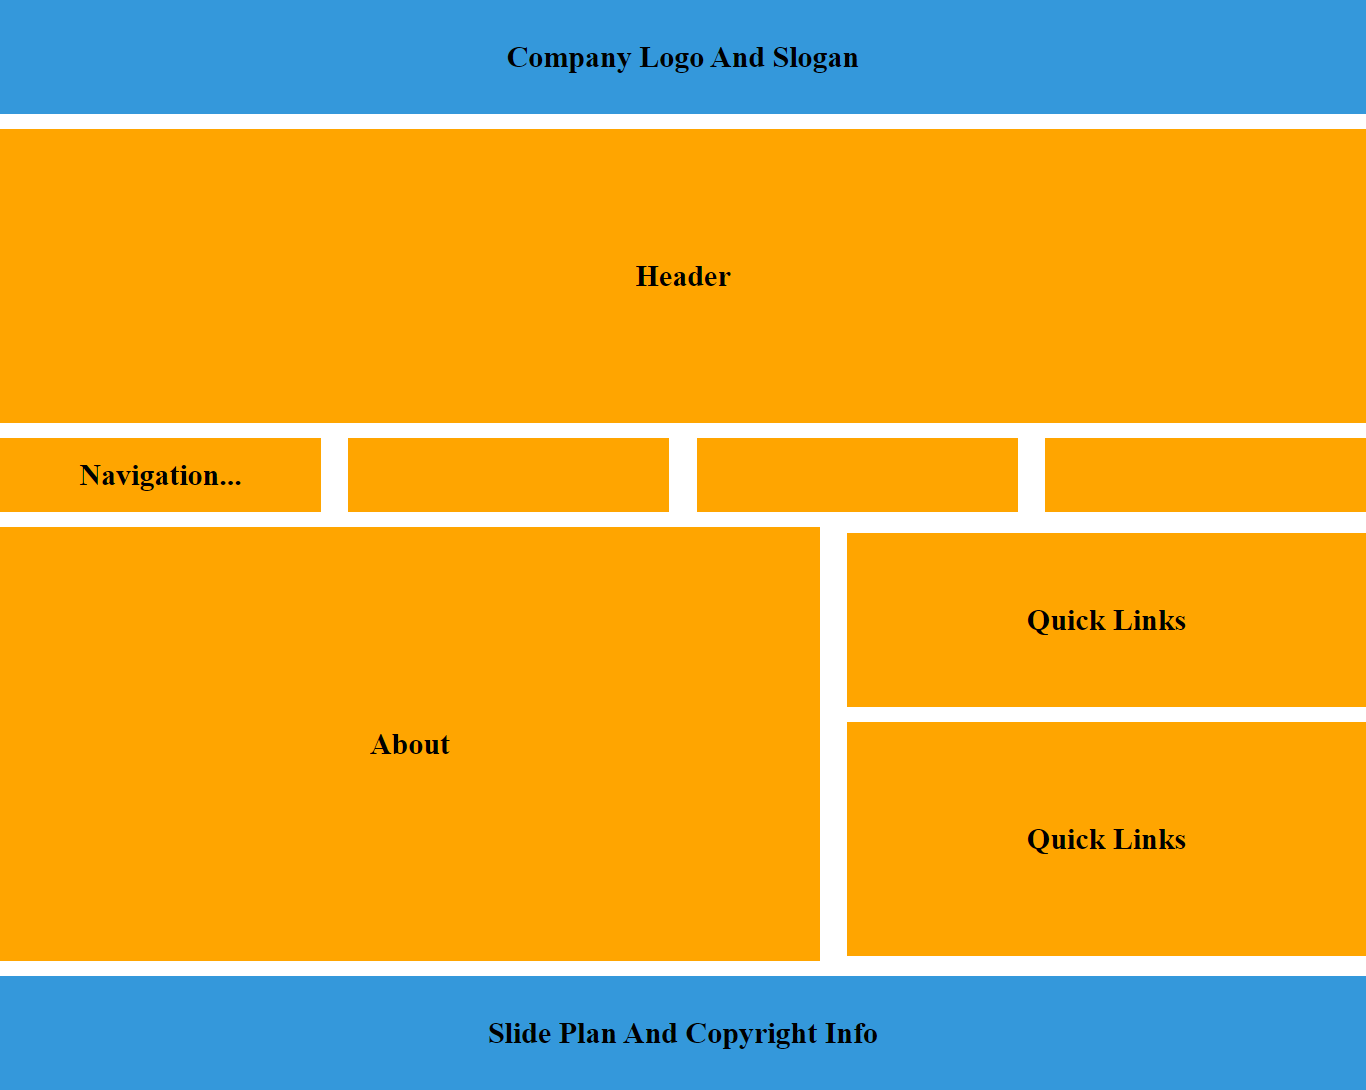 Company Logo And Slogan
Header
Navigation...
About
Quick Links
Quick Links
Slide Plan And Copyright Info